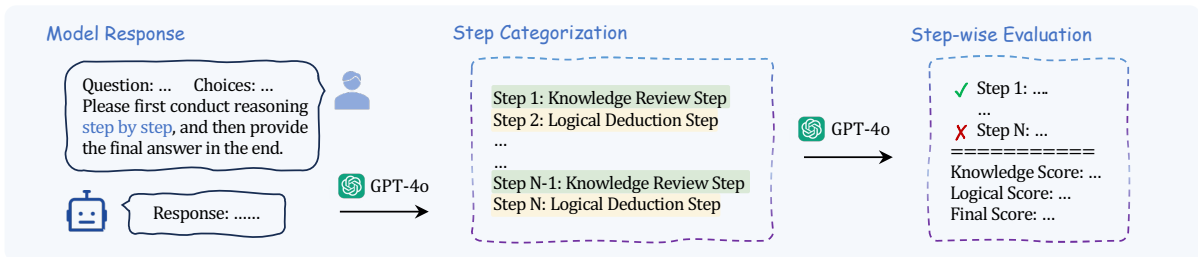 Model Response
Question: ... Choices: ...
Please first conduct reasoning
step by step, and then provide
the final answer in the end.
Response: ......
GPT-4o
Step Categorization
Step 1: Knowledge Review Step
Step 2: Logical Deduction Step
...
...
Step N-1: Knowledge Review Step
Step N: Logical Deduction Step
GPT-4o
Step-wise Evaluation
✓ Step 1: ....
...
✗ Step N: ...
===========
Knowledge Score: ...
Logical Score: ...
Final Score: ...